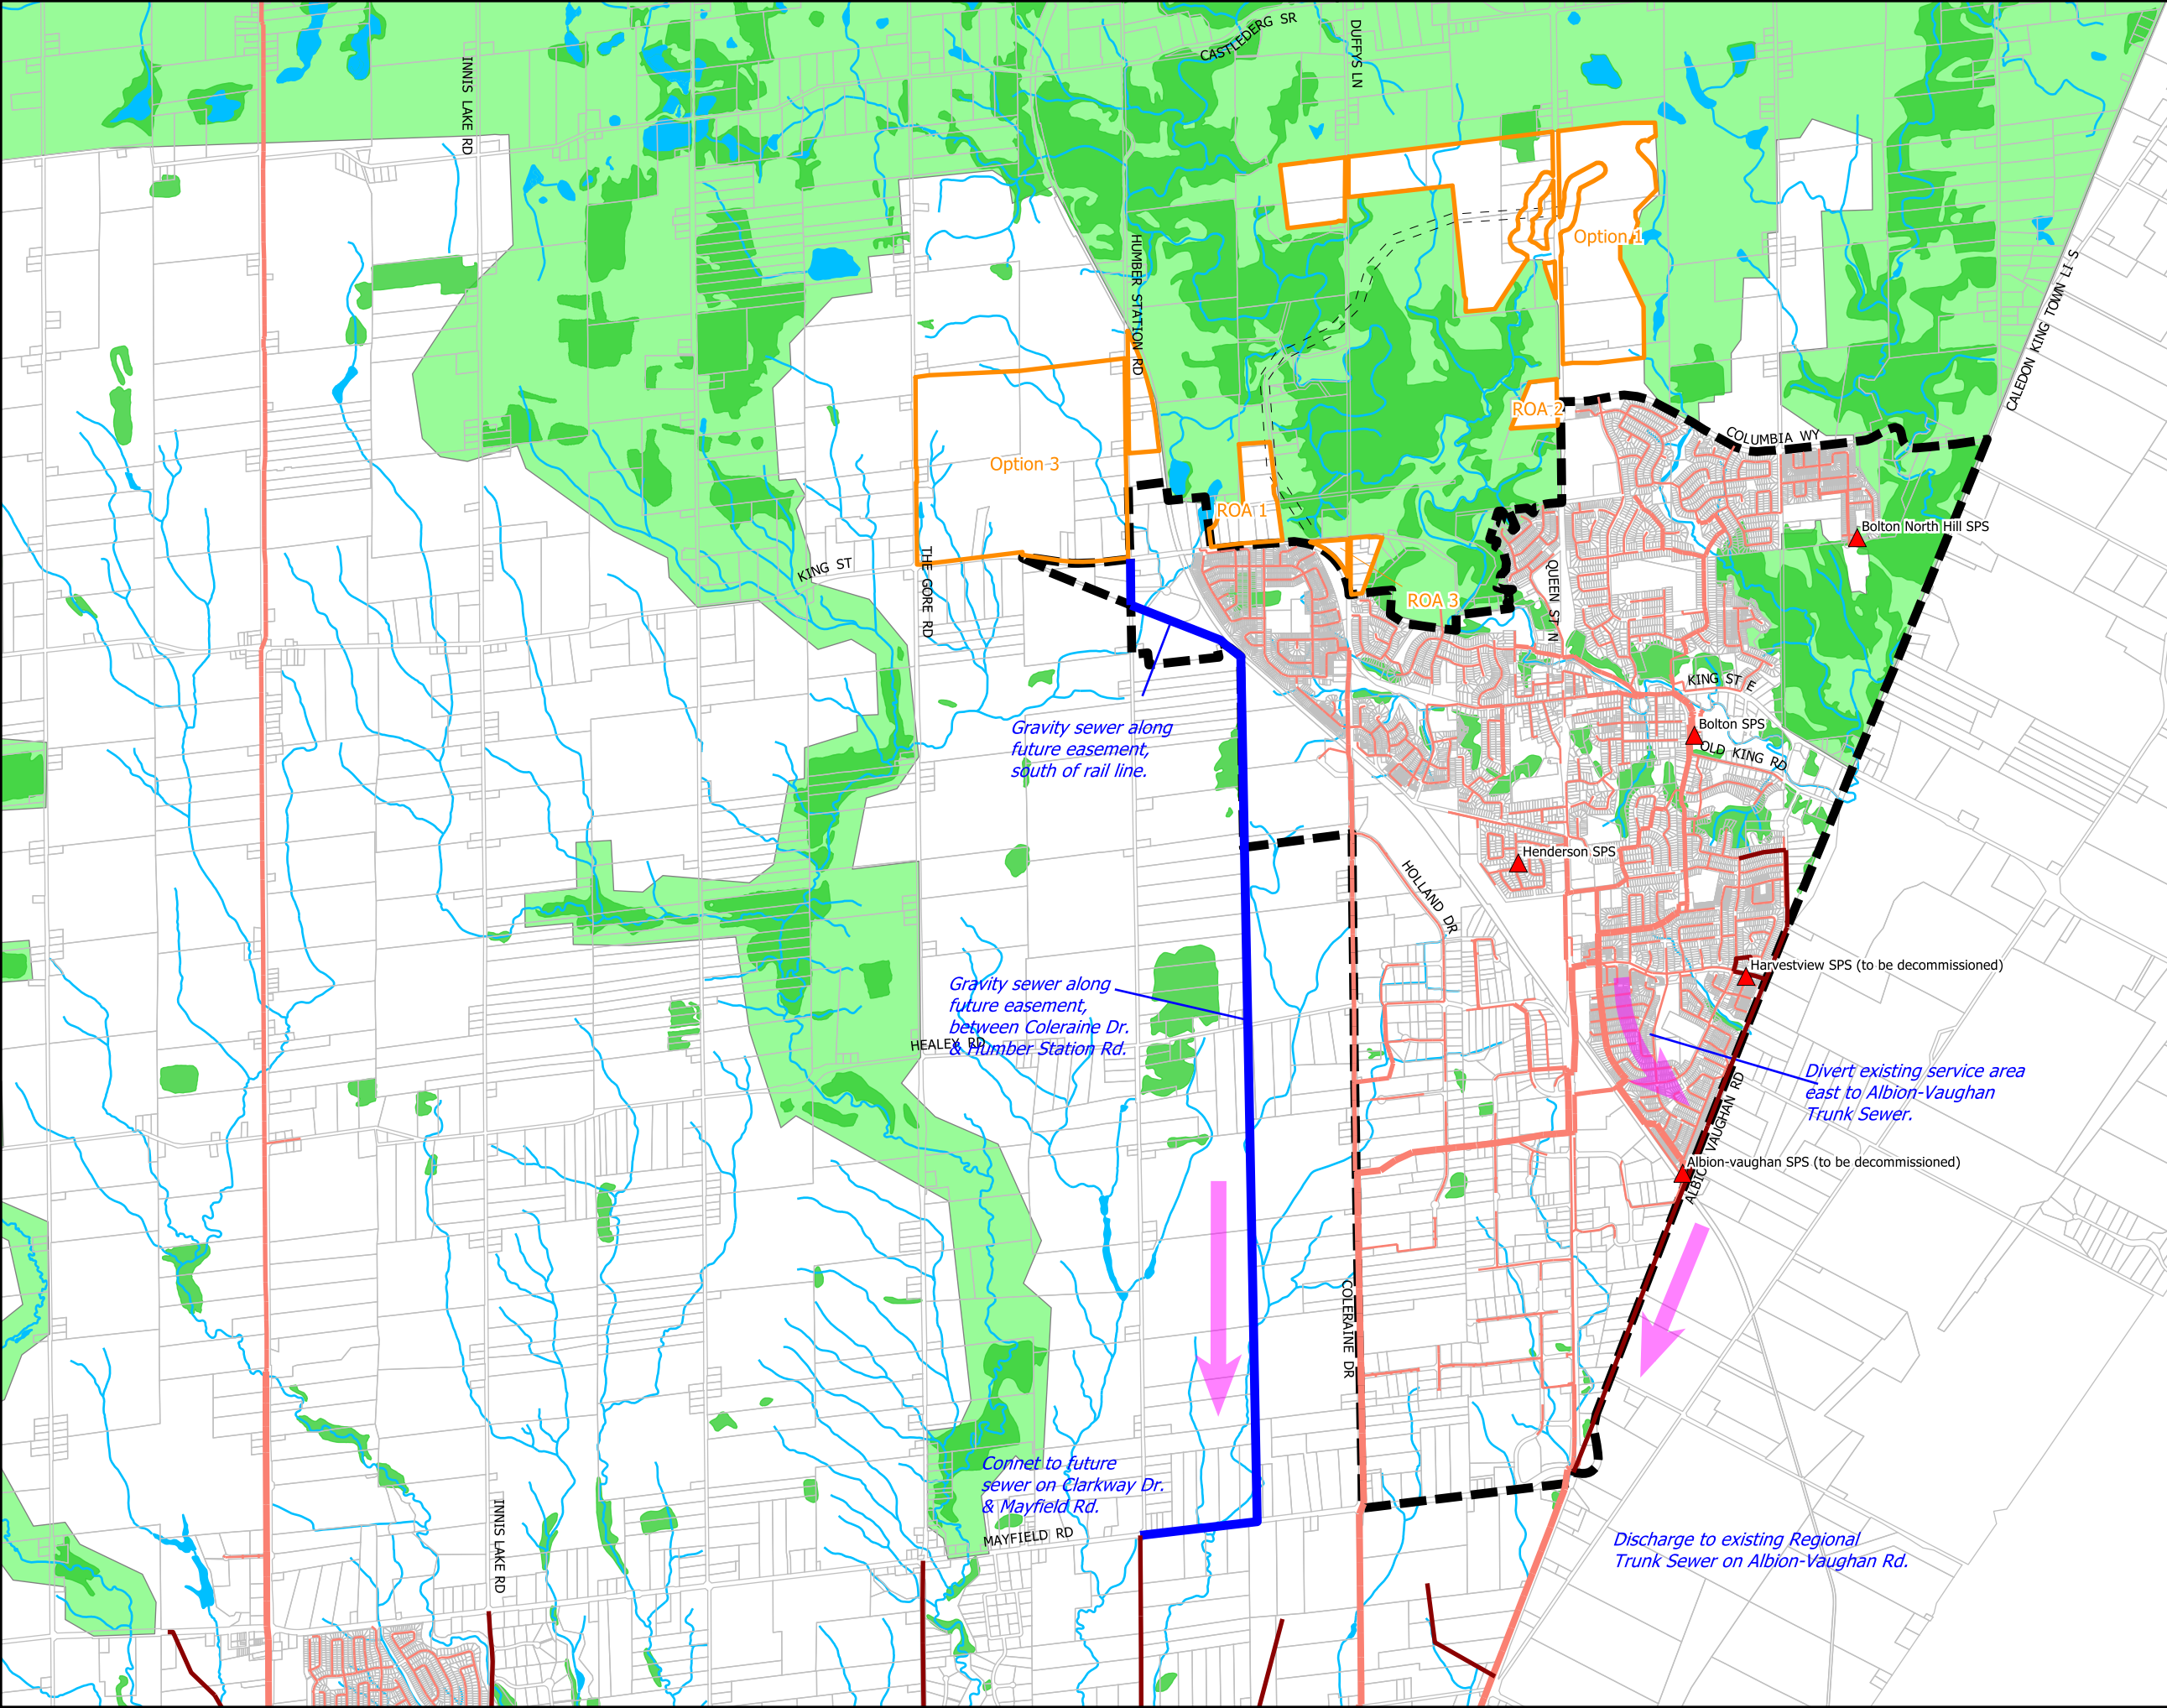 CASTLEDERG SR
DUFFYS LN
INNIS LAKE RD
HUMBER STATION RD
Option 1
CALEDON KING TOWN LI S
ROA 2
COLUMBIA WY
Option 3
ROA 1
Bolton North Hill SPS
KING ST
THE GORE RD
QUEEN ST N
ROA 3
KING ST E
Bolton SPS
OLD KING RD
Gravity sewer along
future easement,
south of rail line.
Henderson SPS
HOLLAND DR
Harvestview SPS (to be decommissioned)
Gravity sewer along
future easement,
between Coleraine Dr.
& Humber Station Rd.
HEALEY RD
Divert existing service area
east to Albion-Vaughan
Trunk Sewer.
Albion-vaughan SPS (to be decommissioned)
VAUGHAN RD
COLERAINE DR
Connet to future
sewer on Clarkway Dr.
& Mayfield Rd.
MAYFIELD RD
INNIS LAKE RD
Discharge to existing Regional
Trunk Sewer on Albion-Vaughan Rd.